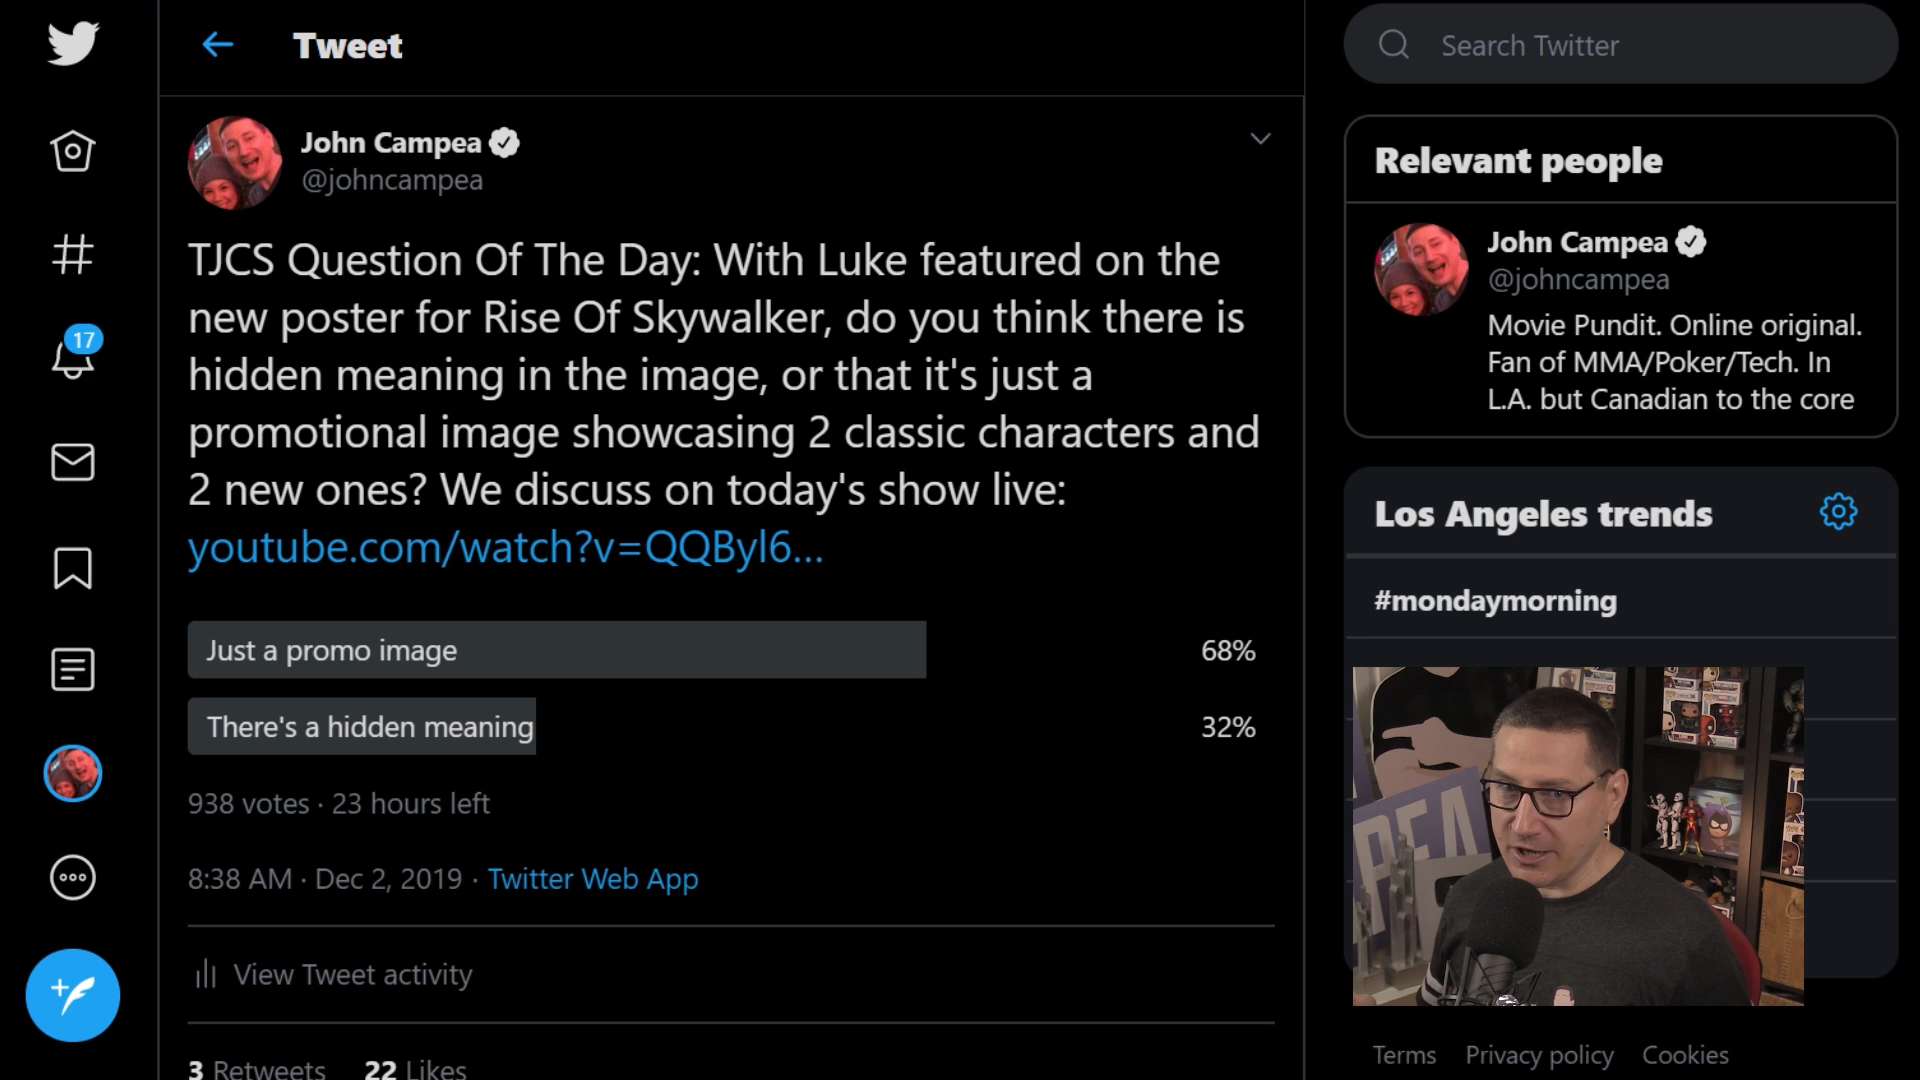 Tweet
Search Twitter
John Campea
@johncampea
TJCS Question Of The Day: With Luke featured on the
new poster for Rise Of Skywalker, do you think there is
hidden meaning in the image, or that it's just a
promotional image showcasing 2 classic characters and
2 new ones? We discuss on today's show live:
youtube.com/watch?v=QQByl6...
Just a promo image 68%
There's a hidden meaning 32%
938 votes · 23 hours left
8:38 AM · Dec 2, 2019 · Twitter Web App
View Tweet activity
3 Retweets 22 Likes
17
Relevant people
John Campea
@johncampea
Movie Pundit. Online original.
Fan of MMA/Poker/Tech. In
L.A. but Canadian to the core
Los Angeles trends
#mondaymorning
PEA
PEA
Terms Privacy policy Cookies